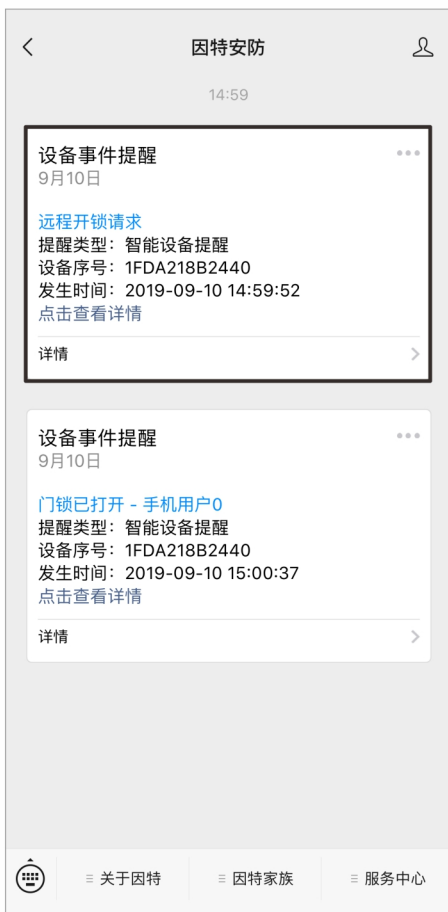 因特安防
14:59
设备事件提醒
9月10日
远程开锁请求
提醒类型：智能设备提醒
设备序号：1FDA218B2440
发生时间：2019-09-10 14:59:52
点击查看详情
详情
设备事件提醒
9月10日
门锁已打开 - 手机用户0
提醒类型：智能设备提醒
设备序号：1FDA218B2440
发生时间：2019-09-10 15:00:37
点击查看详情
详情
关于因特 因特家族 服务中心